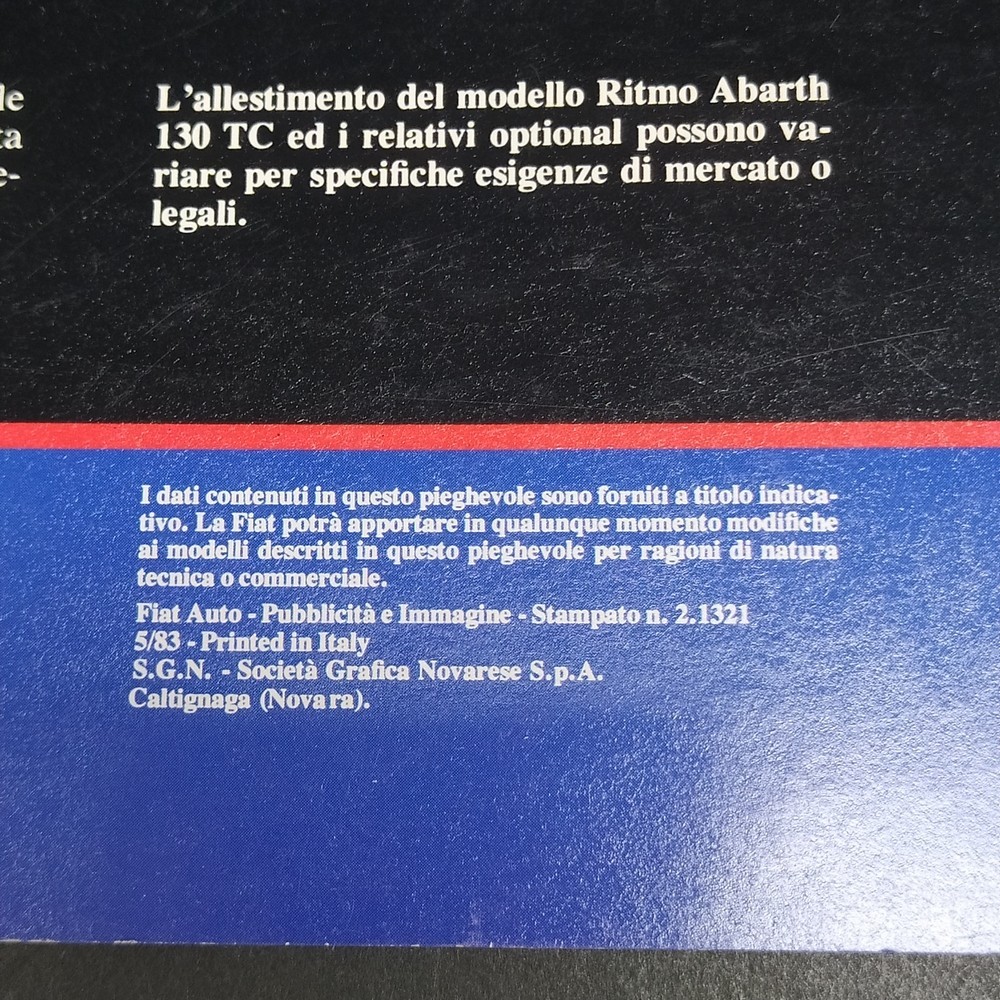 le
ta
e-
L'allestimento del modello Ritmo Abarth
130 TC ed i relativi optional possono va-
riare per specifiche esigenze di mercato o
legali.
I dati contenuti in questo pieghevole sono forniti a titolo indica-
tivo. La Fiat potrà apportare in qualunque momento modifiche
ai modelli descritti in questo pieghevole per ragioni di natura
tecnica o commerciale.
Fiat Auto - Pubblicità e Immagine - Stampato n. 2.1321
5/83 - Printed in Italy
S.G.N. - Società Grafica Novarese S.p.A.
Caltignaga (Novara).